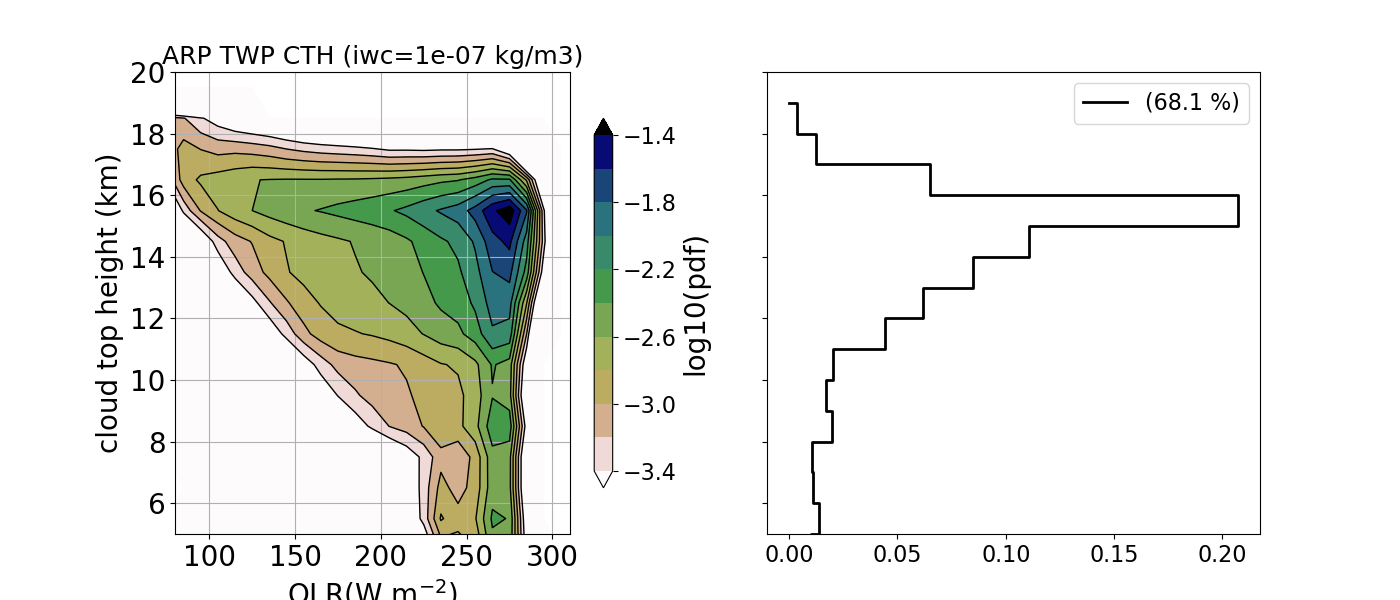 ARP TWP CTH (iwc=1e-07 kg/m3)
20
18
16
14
12
10
8
6
cloud top height (km)
100 150 200 250 300
OLR(W m⁻²)
−1.4
−1.8
−2.2
−2.6
−3.0
−3.4
log10(pdf)
(68.1 %)
0.00 0.05 0.10 0.15 0.20